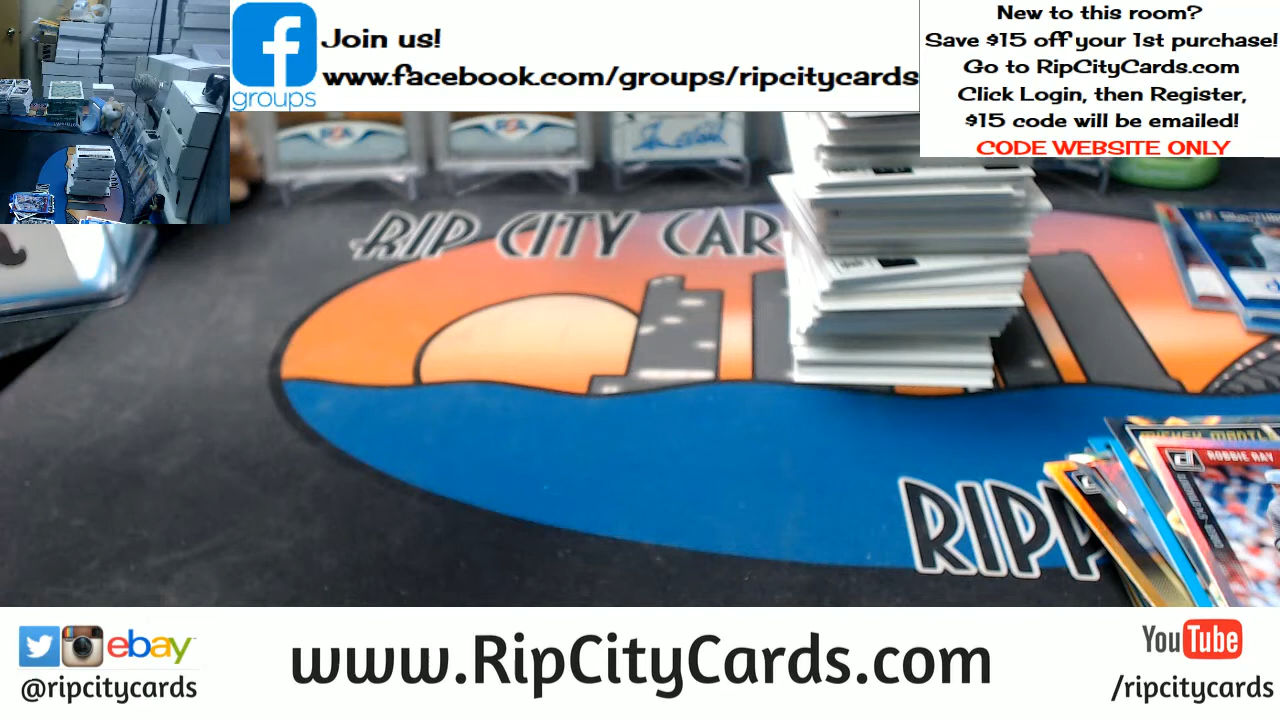 groups
Join us!
www.facebook.com/groups/ripcitycards
New to this room?
Save $15 off your 1st purchase!
Go to RipCityCards.com
Click Login, then Register,
$15 code will be emailed!
CODE WEBSITE ONLY
RIP CITY CAR
RIPP
MICKEY MANTL
ROBBIE RAY
ebay
@ripcitycards
www.RipCityCards.com
YouTube
/ripcitycards